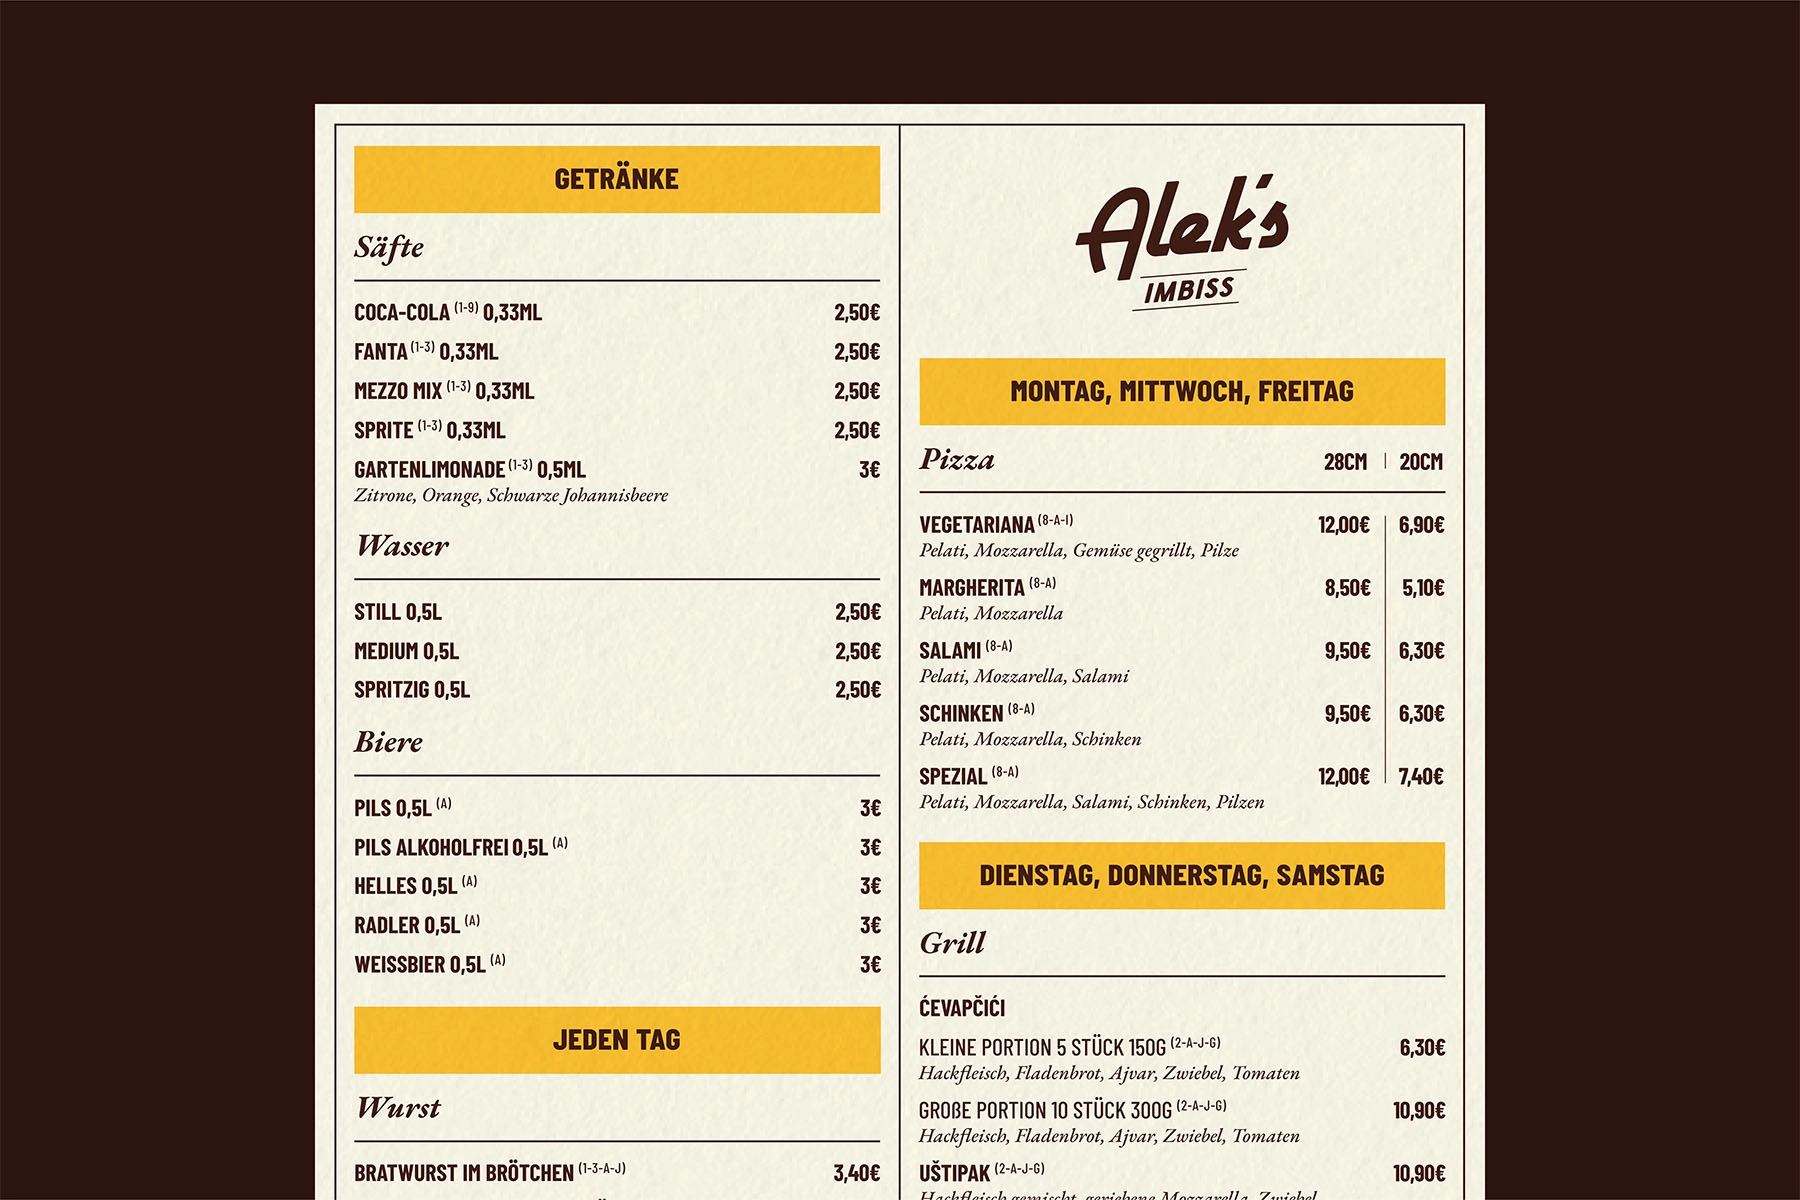 GETRÄNKE
Säfte
COCA-COLA (1-9) 0,33ML 2,50€
FANTA (1-3) 0,33ML 2,50€
MEZZO MIX (1-3) 0,33ML 2,50€
SPRITE (1-3) 0,33ML 2,50€
GARTENLIMONADE (1-3) 0,5ML 3€
Zitrone, Orange, Schwarze Johannisbeere
Wasser
STILL 0,5L 2,50€
MEDIUM 0,5L 2,50€
SPRITZIG 0,5L 2,50€
Biere
PILS 0,5L (A) 3€
PILS ALKOHOLFREI 0,5L (A) 3€
HELLES 0,5L (A) 3€
RADLER 0,5L (A) 3€
WEISSBIER 0,5L (A) 3€
JEDEN TAG
Wurst
BRATWURST IM BRÖTCHEN (1-3-A-J) 3,40€
Alek's
IMBISS
MONTAG, MITTWOCH, FREITAG
Pizza 28CM | 20CM
VEGETARIANA (8-A-I) 12,00€ 6,90€
Pelati, Mozzarella, Gemüse gegrillt, Pilze
MARGHERITA (8-A) 8,50€ 5,10€
Pelati, Mozzarella
SALAMI (8-A) 9,50€ 6,30€
Pelati, Mozzarella, Salami
SCHINKEN (8-A) 9,50€ 6,30€
Pelati, Mozzarella, Schinken
SPEZIAL (8-A) 12,00€ 7,40€
Pelati, Mozzarella, Salami, Schinken, Pilzen
DIENSTAG, DONNERSTAG, SAMSTAG
Grill
ĆEVAPČIĆI
KLEINE PORTION 5 STÜCK 150G (2-A-J-G) 6,30€
Hackfleisch, Fladenbrot, Ajvar, Zwiebel, Tomaten
GROßE PORTION 10 STÜCK 300G (2-A-J-G) 10,90€
Hackfleisch, Fladenbrot, Ajvar, Zwiebel, Tomaten
UŠTIPAK (2-A-J-G) 10,90€
Hackfleisch gemischt, geriebene Mozzarella, Zwiebel